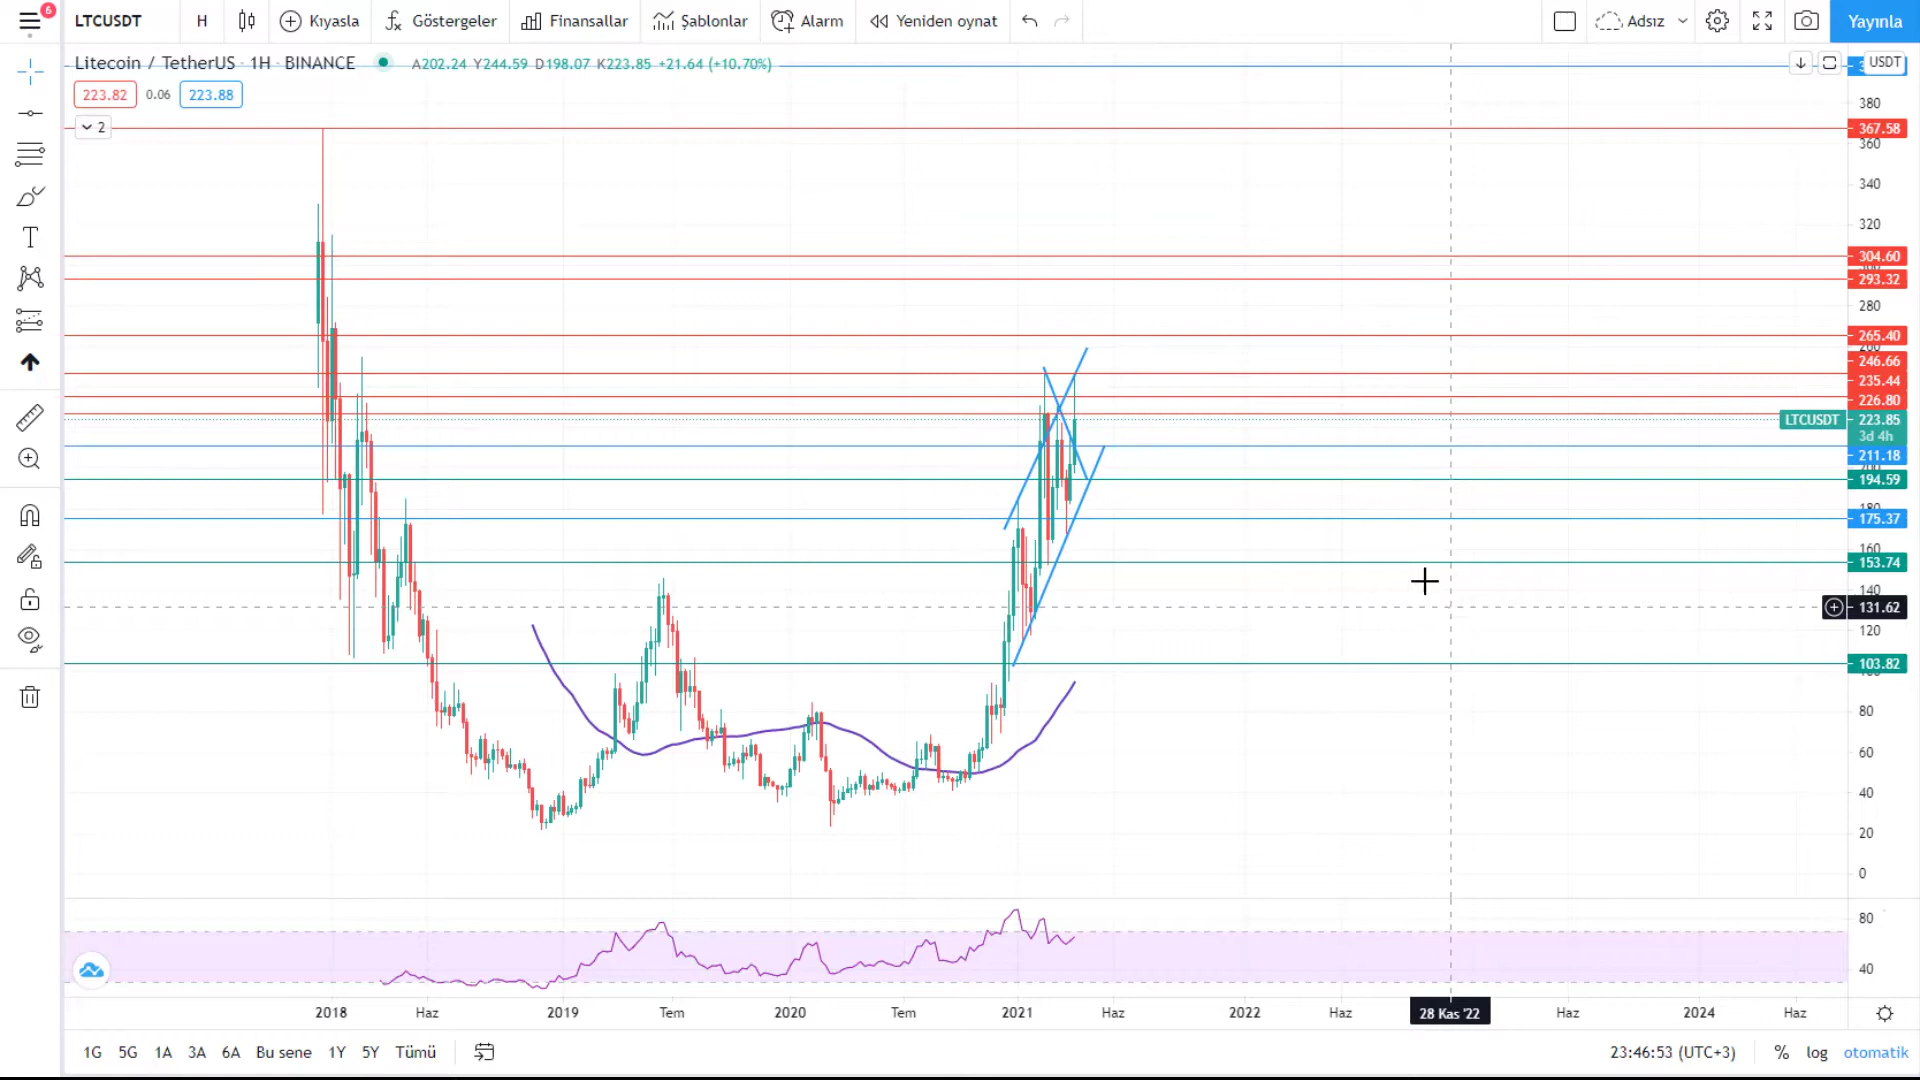 6
LTCUSDT
H
Kıyasla
Göstergeler
Finansallar
Şablonlar
Alarm
Yeniden oynat
Adsız
Yayınla
Litecoin / TetherUS · 1H · BINANCE
A202.24 Y244.59 D198.07 K223.85 +21.64 (+10.70%)
USDT
223.82 0.06 223.88
2
380
367.58
360
340
320
304.60
293.32
280
265.40
246.66
235.44
226.80
LTCUSDT 223.85
3d 4h
211.18
194.59
175.37
160
153.74
140
131.62
120
103.82
80
60
40
20
0
80
40
2018 Haz 2019 Tem 2020 Tem 2021 Haz 2022 Haz 28 Kas '22 Haz 2024 Haz
1G 5G 1A 3A 6A Bu sene 1Y 5Y Tümü
23:46:53 (UTC+3) % log otomatik